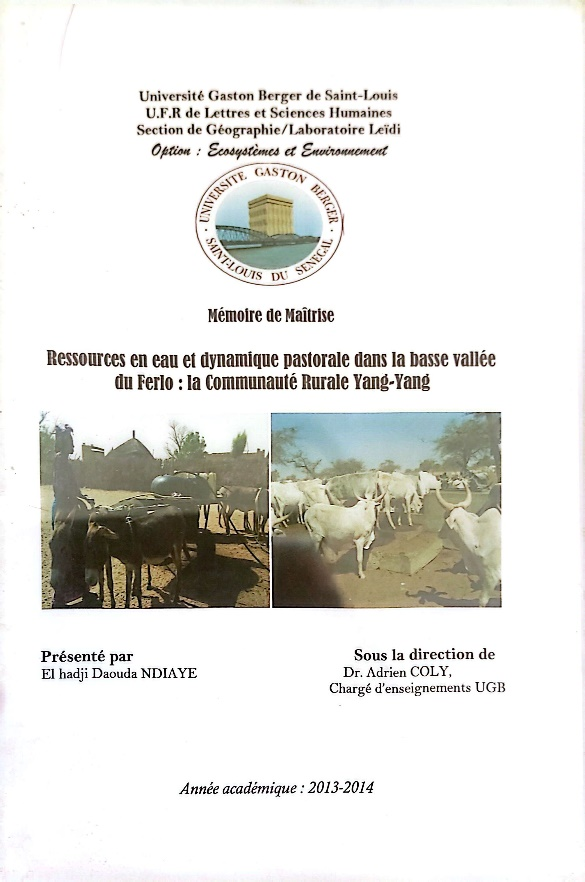 Université Gaston Berger de Saint-Louis
U.F.R de Lettres et Sciences Humaines
Section de Géographie/Laboratoire Leïdi
Option : Ecosystèmes et Environnement
UNIVERSITE GASTON BERGER
SAINT-LOUIS DU SENEGAL
Mémoire de Maîtrise
Ressources en eau et dynamique pastorale dans la basse vallée
du Ferlo : la Communauté Rurale Yang-Yang
Présenté par
El hadji Daouda NDIAYE
Sous la direction de
Dr. Adrien COLY,
Chargé d'enseignements UGB
Année académique : 2013-2014